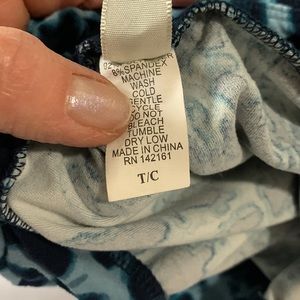 8% SPANDEX
MACHINE
WASH
COLD
GENTLE
CYCLE
DO NOT
BLEACH
TUMBLE
DRY LOW
MADE IN CHINA
RN 142161
T/C